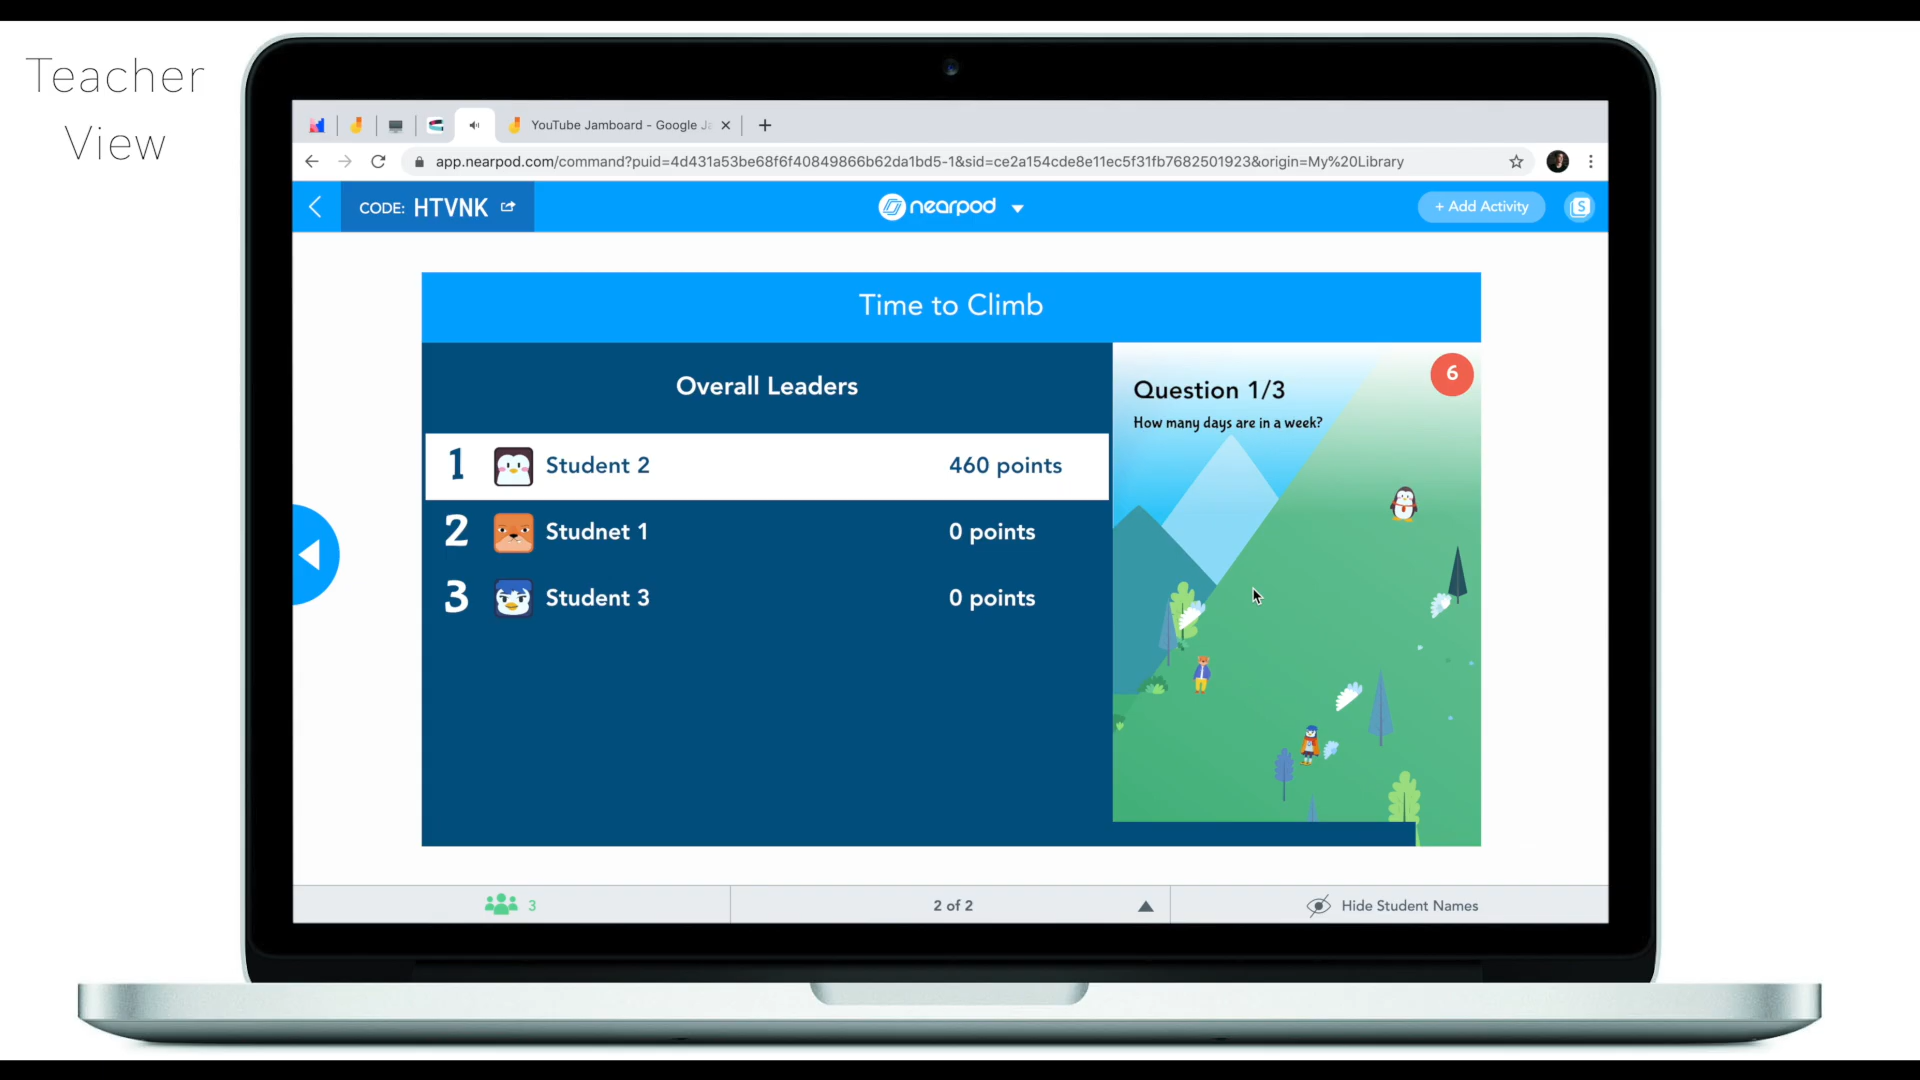 Teacher
View
YouTube Jamboard - Google Ja
app.nearpod.com/command?puid=4d431a53be68f6f40849866b62da1bd5-1&sid=ce2a154cde8e11ec5f31fb7682501923&origin=My%20Library
CODE: HTVNK
nearpod
+ Add Activity
S
Time to Climb
Overall Leaders
1 Student 2 460 points
2 Studnet 1 0 points
3 Student 3 0 points
Question 1/3
6
How many days are in a week?
3
2 of 2
Hide Student Names